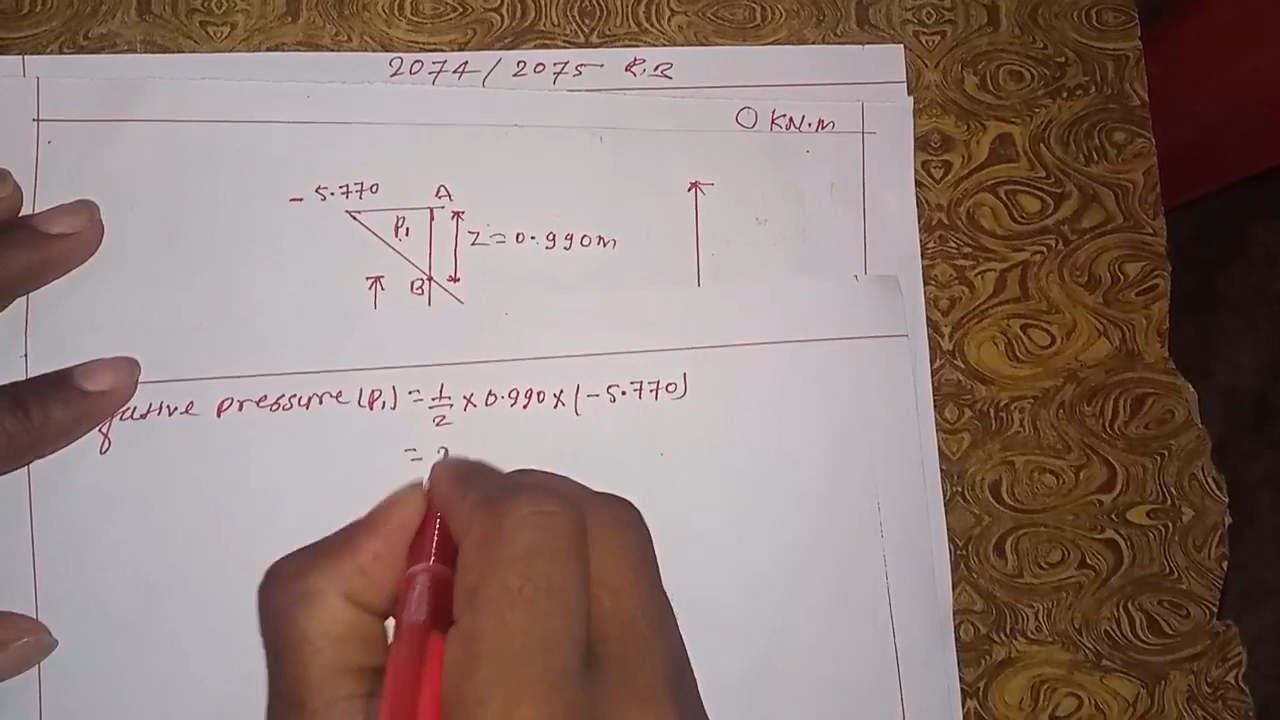 2074/2075 R.B
0 KN.m
- 5.770 A
P₁
Z = 0.990m
B
pressure (P₁) = 1/2 × 0.990 × (-5.770)
=